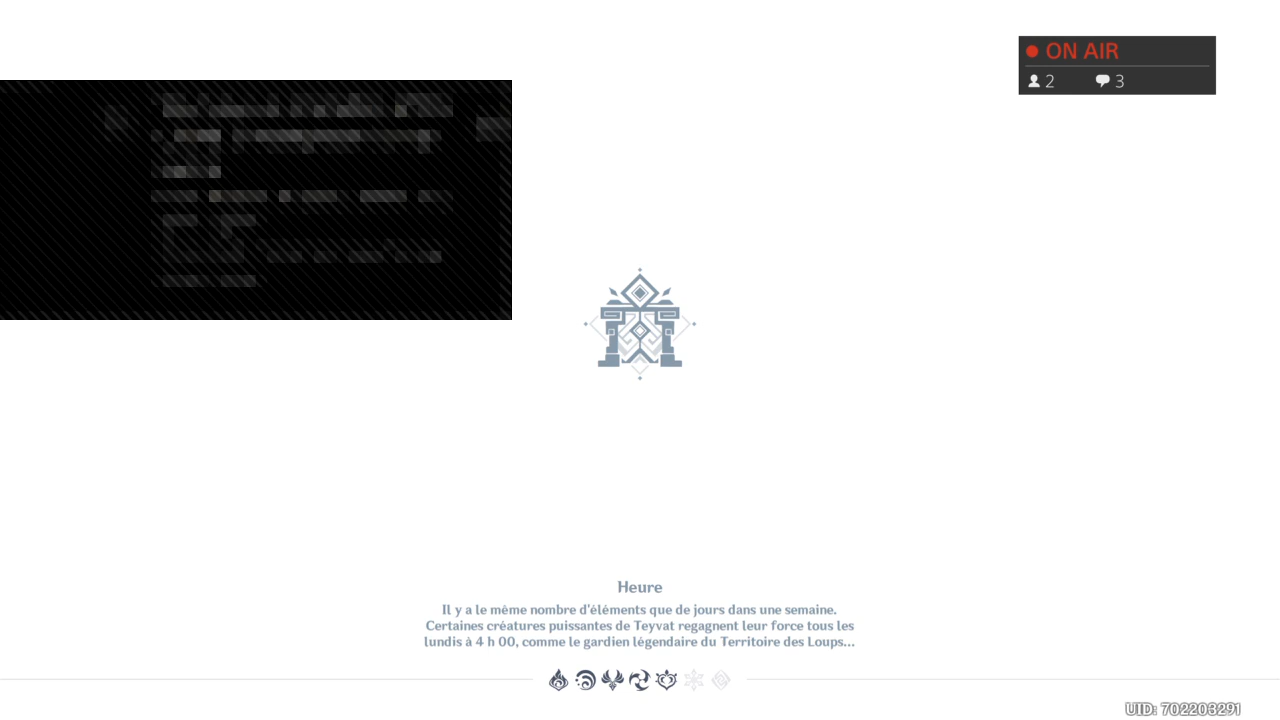 ON AIR
2 3
Heure
Il y a le même nombre d'éléments que de jours dans une semaine.
Certaines créatures puissantes de Teyvat regagnent leur force tous les
lundis à 4 h 00, comme le gardien légendaire du Territoire des Loups...
UID: 702203291